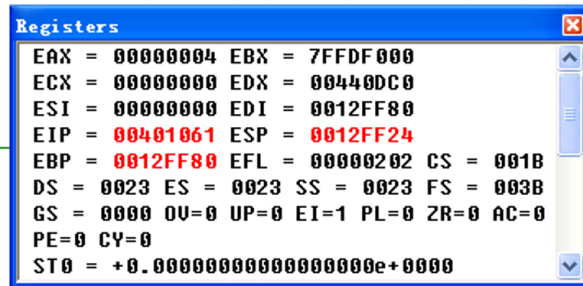 Registers
EAX = 00000004 EBX = 7FFDF000
ECX = 00000000 EDX = 00440DC0
ESI = 00000000 EDI = 0012FF80
EIP = 00401061 ESP = 0012FF24
EBP = 0012FF80 EFL = 00000202 CS = 001B
DS = 0023 ES = 0023 SS = 0023 FS = 003B
GS = 0000 OV=0 UP=0 EI=1 PL=0 ZR=0 AC=0
PE=0 CY=0
ST0 = +0.00000000000000000e+0000